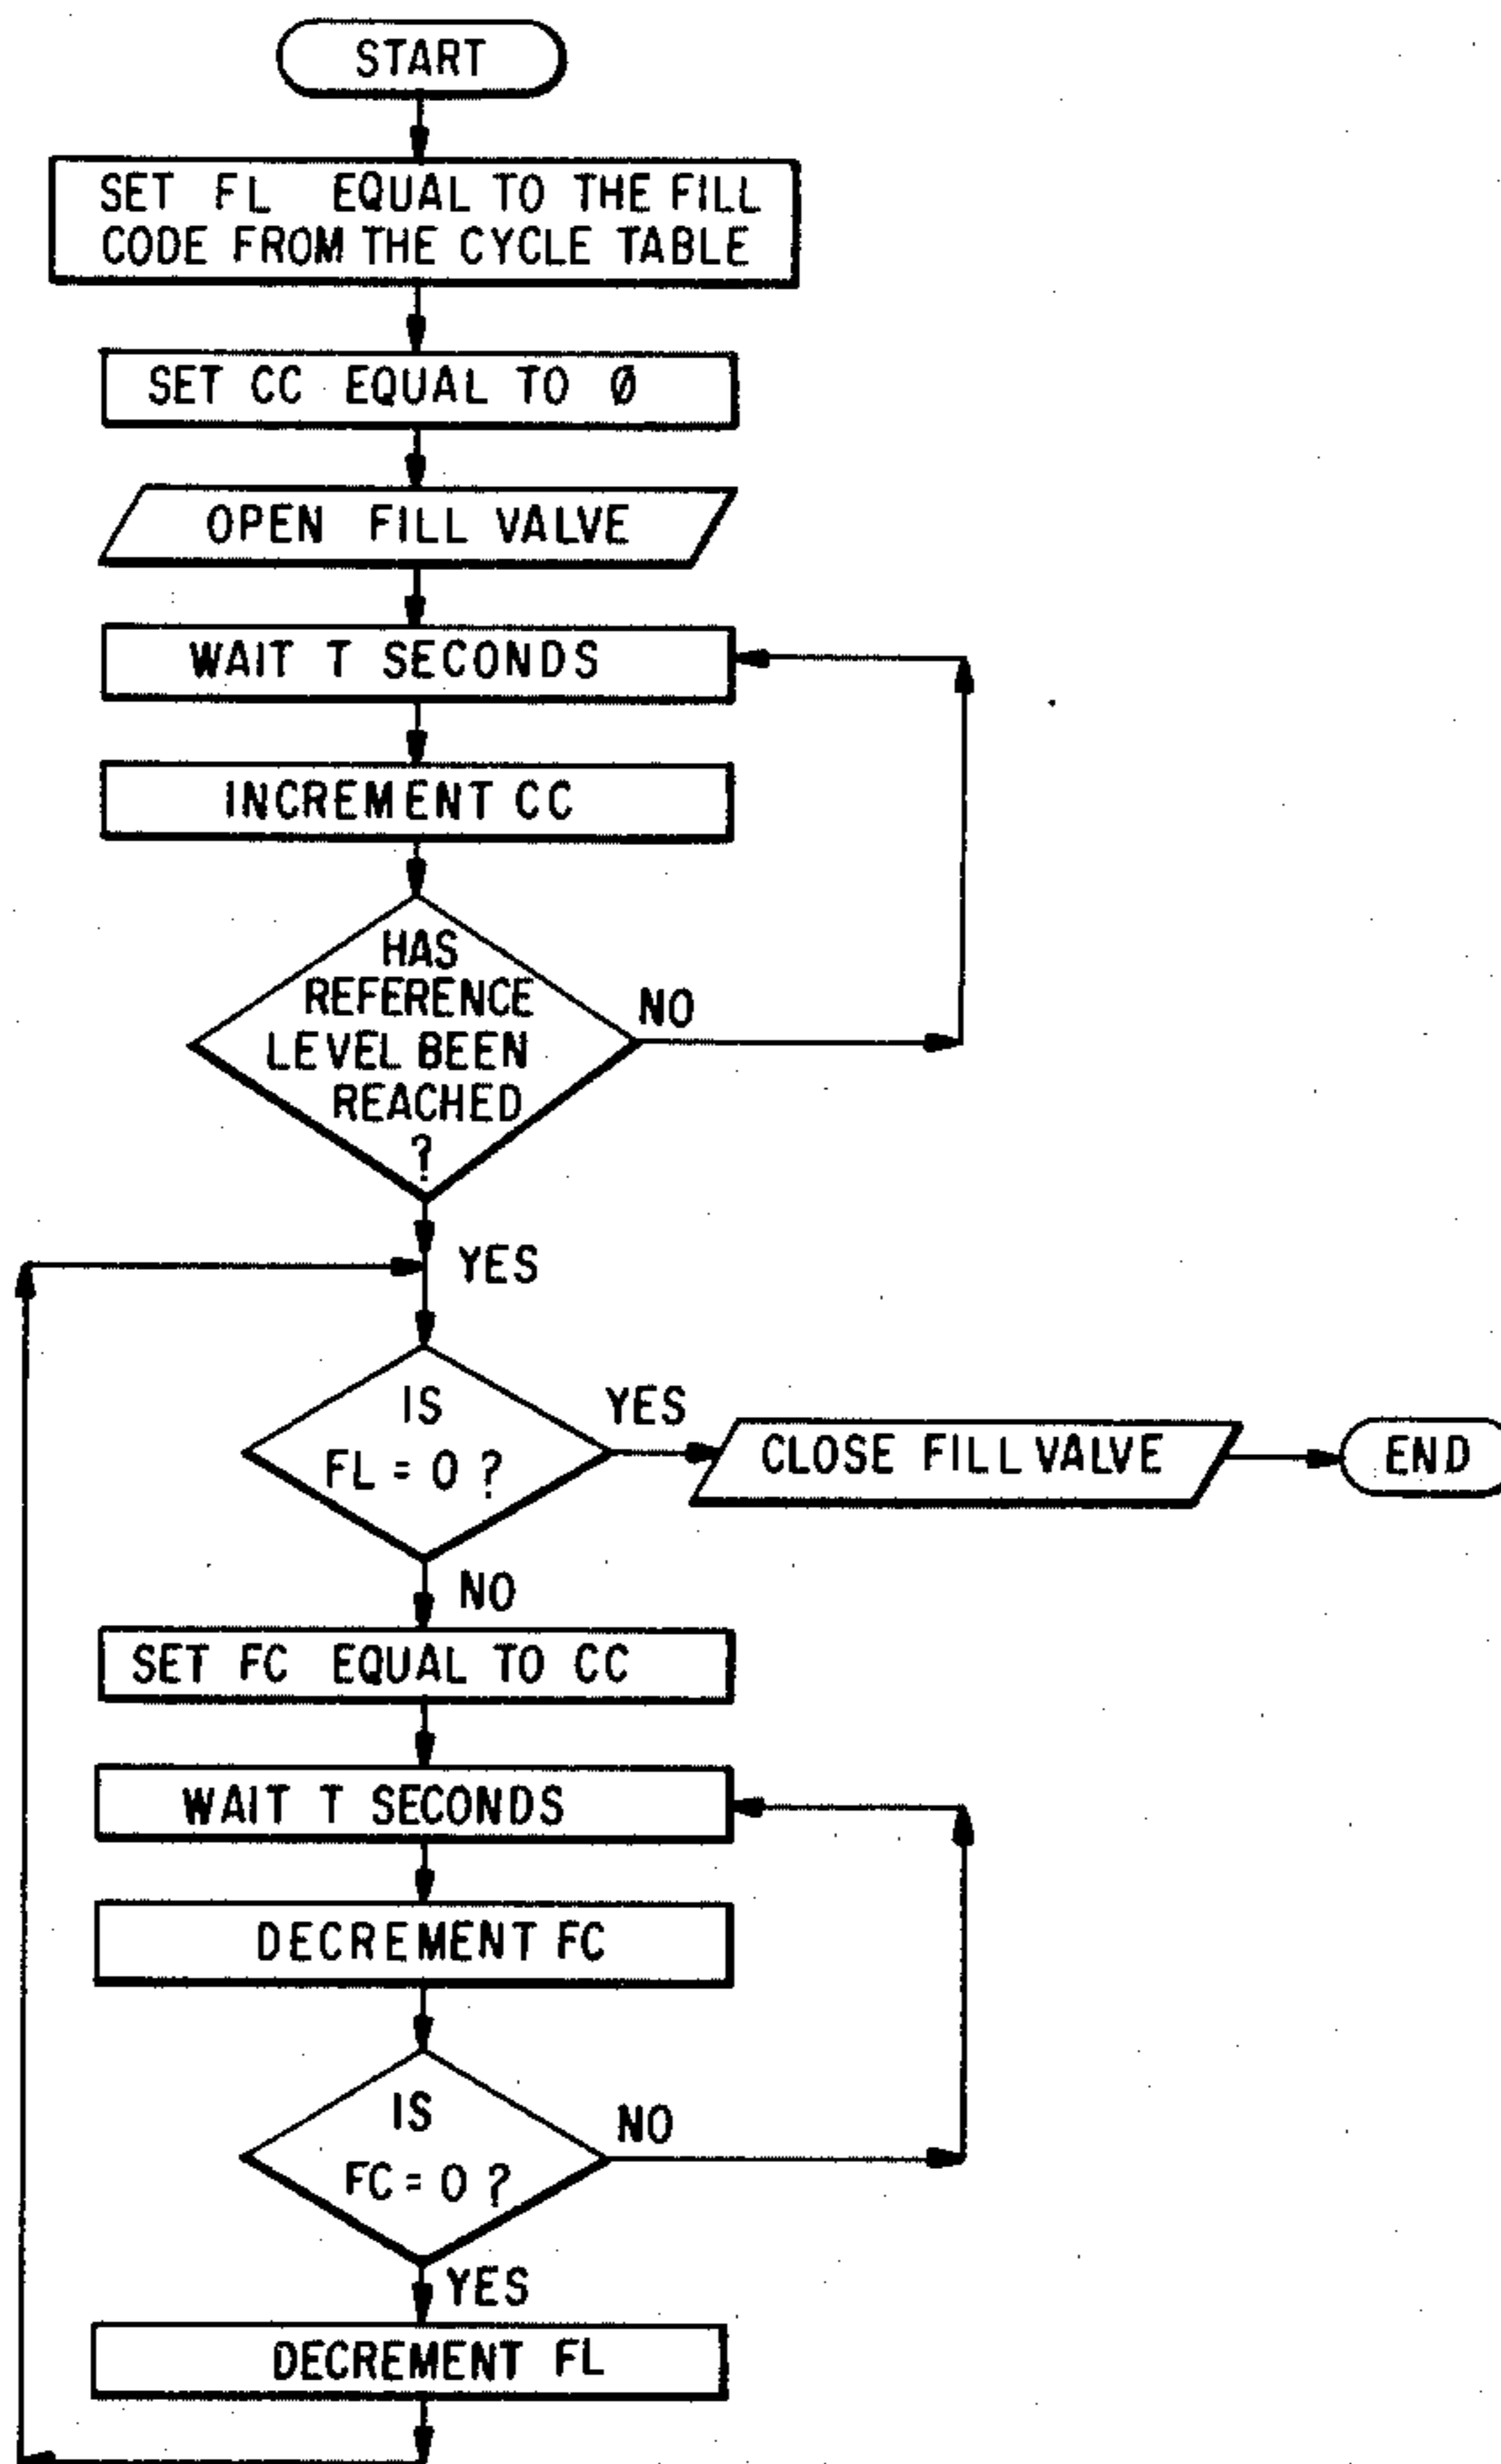 START
SET FL EQUAL TO THE FILL
CODE FROM THE CYCLE TABLE
SET CC EQUAL TO Ø
OPEN FILL VALVE
WAIT T SECONDS
INCREMENT CC
HAS
REFERENCE
LEVEL BEEN
REACHED
?
NO
YES
IS
FL = 0 ?
YES
CLOSE FILL VALVE
END
NO
SET FC EQUAL TO CC
WAIT T SECONDS
DECREMENT FC
IS
FC = 0 ?
NO
YES
DECREMENT FL